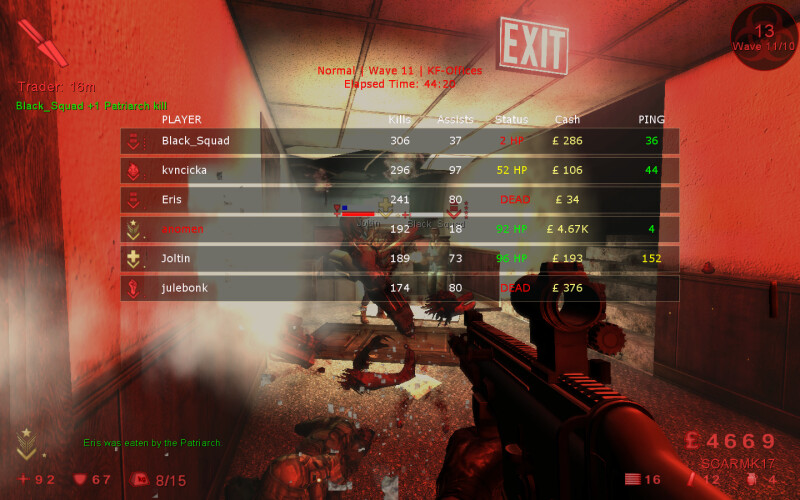 EXIT
13
Wave 11/10
Normal | Wave 11 | KF-Offices
Elapsed Time: 44:20
Trader: 16m
Black_Squad +1 Patriarch kill
PLAYER Kills Assists Status Cash PING
Black_Squad 306 37 2 HP £ 286 36
kvncicka 296 97 52 HP £ 106 44
Eris 241 80 DEAD £ 34
192 18 92 HP £ 4.67K 4
Joltin 189 73 96 HP £ 193 152
julebonk 174 80 DEAD £ 376
Joltin Black_Squad
Eris was eaten by the Patriarch.
£4669
SCARMK17
92 67 8/15 16 12 4